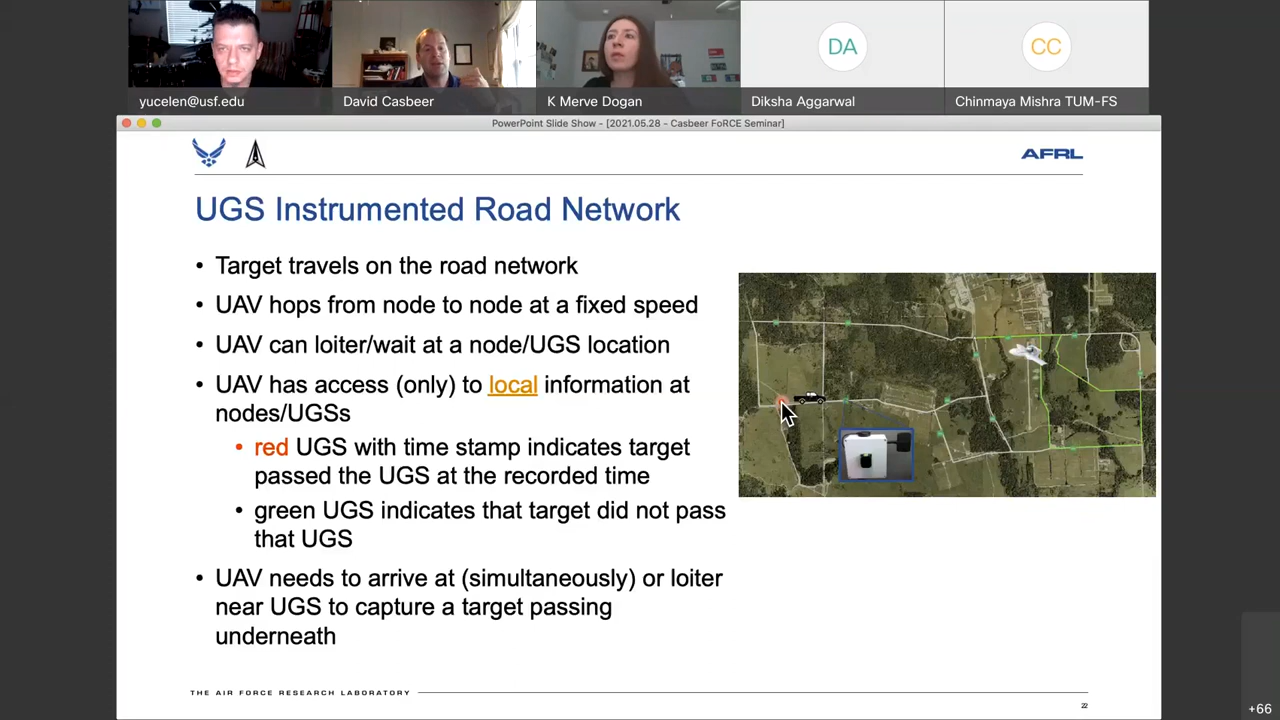 DA
CC
yucelen@usf.edu
David Casbeer
K Merve Dogan
Diksha Aggarwal
Chinmaya Mishra TUM-FS
PowerPoint Slide Show - [2021.05.28 - Casbeer FoRCE Seminar]
AFRL
UGS Instrumented Road Network
• Target travels on the road network
• UAV hops from node to node at a fixed speed
• UAV can loiter/wait at a node/UGS location
• UAV has access (only) to local information at
nodes/UGSs
• red UGS with time stamp indicates target
passed the UGS at the recorded time
• green UGS indicates that target did not pass
that UGS
• UAV needs to arrive at (simultaneously) or loiter
near UGS to capture a target passing
underneath
THE AIR FORCE RESEARCH LABORATORY
22
+66